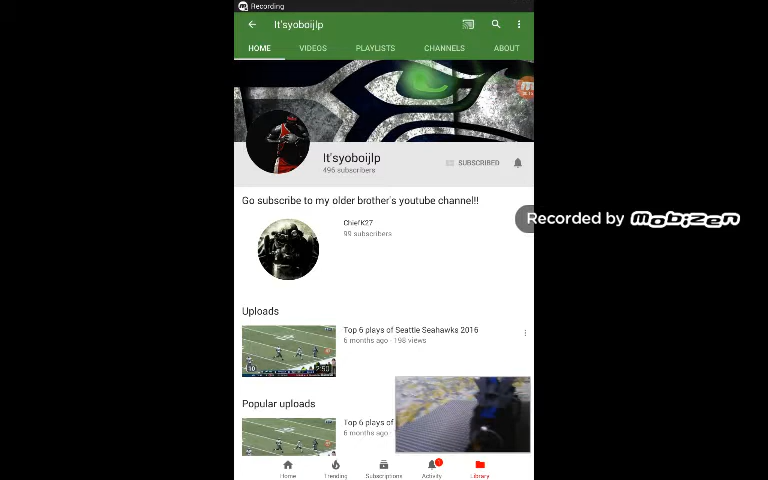 Recording
It'syoboijlp
HOME VIDEOS PLAYLISTS CHANNELS ABOUT
It'syoboijlp
496 subscribers
SUBSCRIBED
Go subscribe to my older brother's youtube channel!!
ChiefK27
99 subscribers
Recorded by Mobizen
Uploads
Top 6 plays of Seattle Seahawks 2016
6 months ago · 198 views
2:50
Popular uploads
Top 6 plays of
6 months ago
Home Trending Subscriptions Activity Library